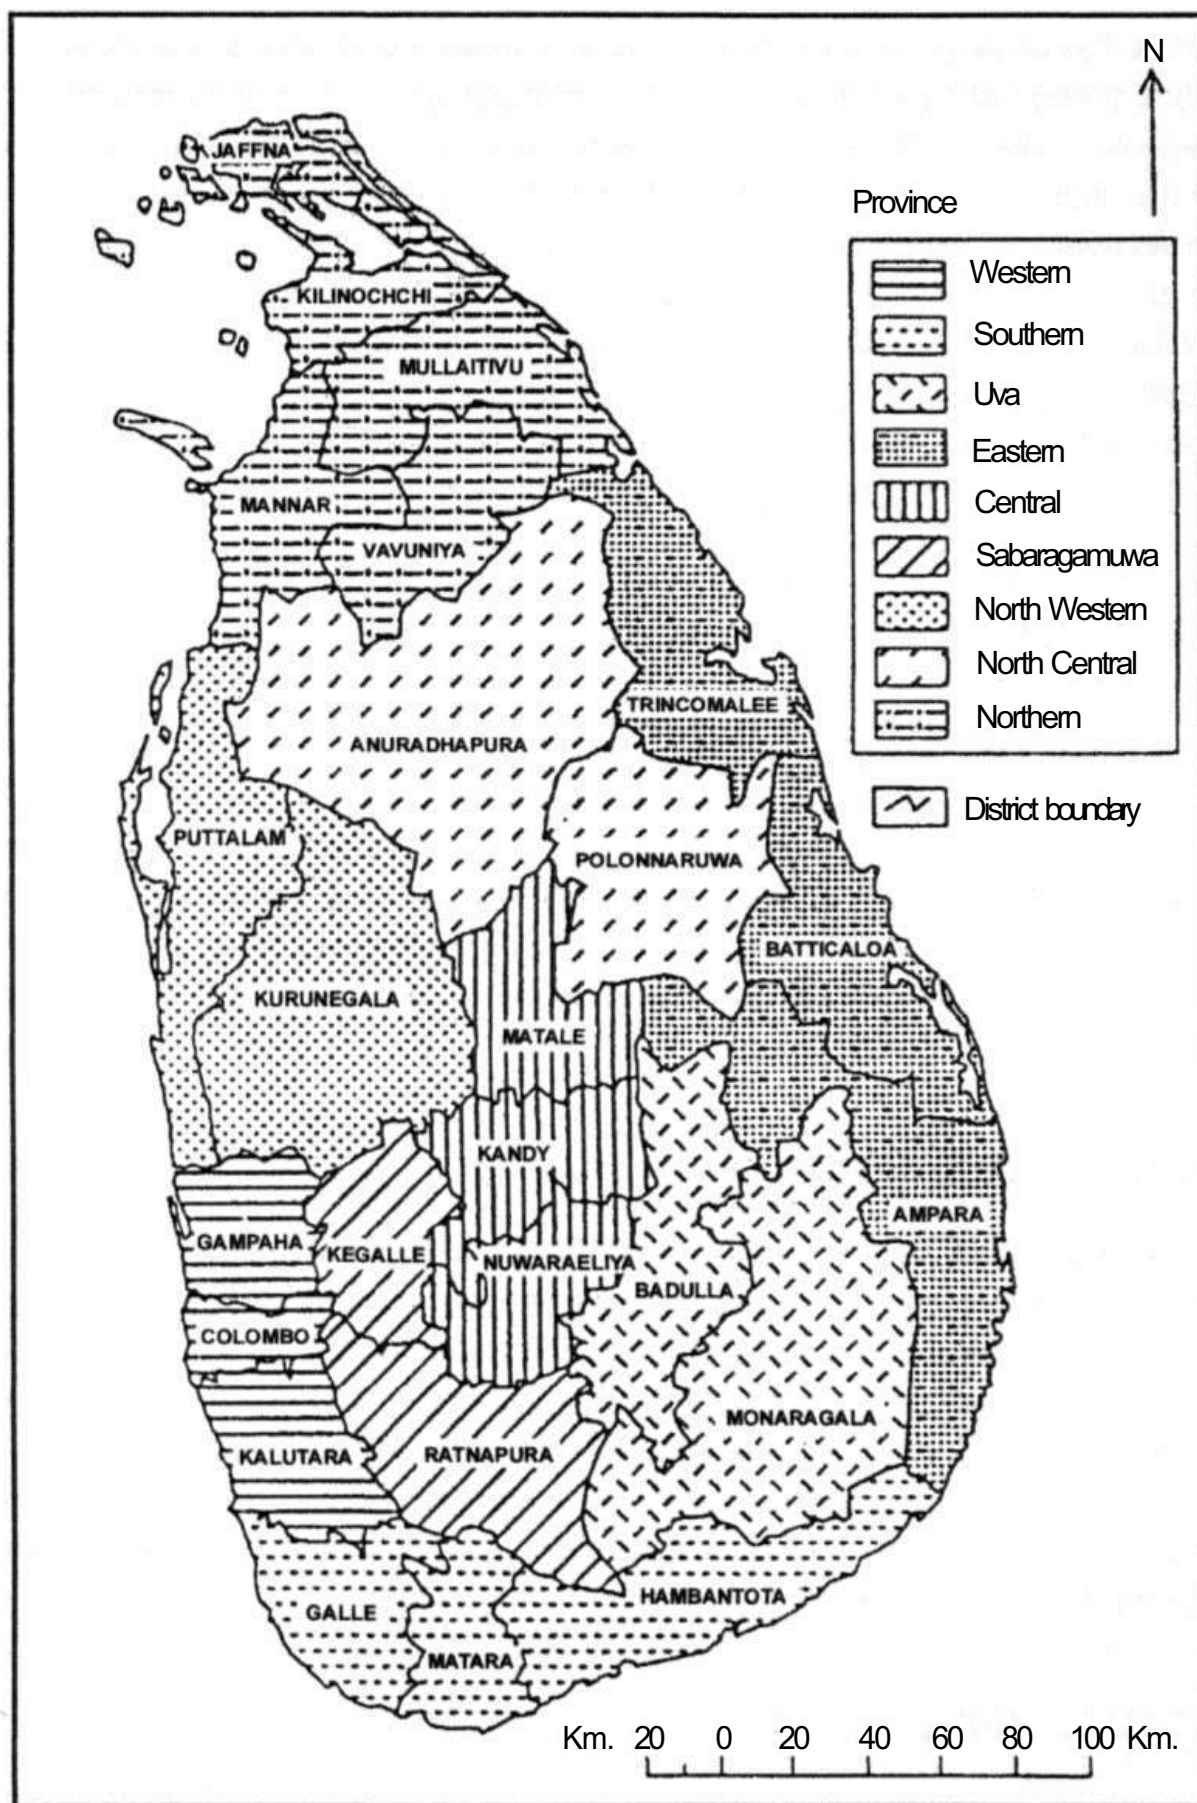 N
Province
Western
Southern
Uva
Eastern
Central
Sabaragamuwa
North Western
North Central
Northern
District boundary
JAFFNA
KILINOCHCHI
MULLAITIVU
MANNAR
VAVUNIYA
TRINCOMALEE
ANURADHAPURA
PUTTALAM
POLONNARUWA
BATTICALOA
KURUNEGALA
MATALE
KANDY
AMPARA
GAMPAHA
KEGALLE
NUWARAELIYA
BADULLA
COLOMBO
MONARAGALA
KALUTARA
RATNAPURA
HAMBANTOTA
GALLE
MATARA
Km. 20 0 20 40 60 80 100 Km.